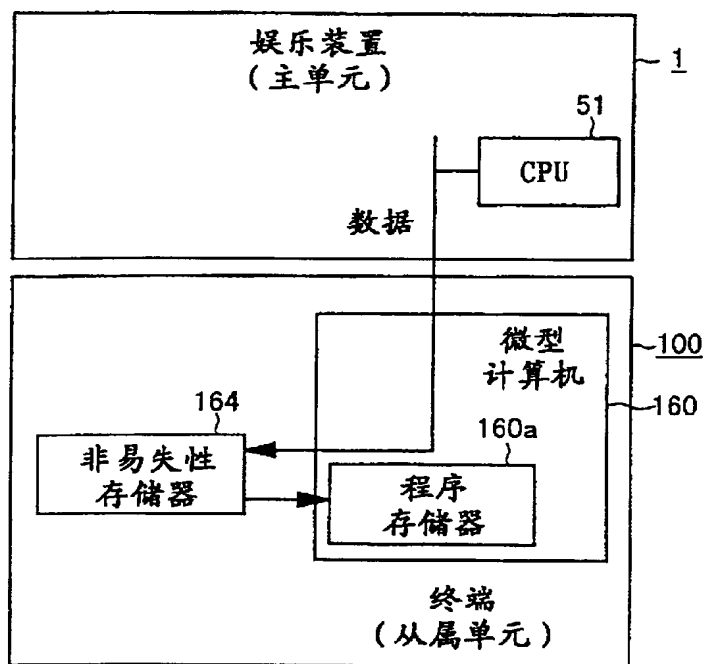 娱乐装置
(主单元)
1
51
CPU
数据
微型
计算机
100
160
164
160a
非易失性
存储器
程序
存储器
终端
(从属单元)